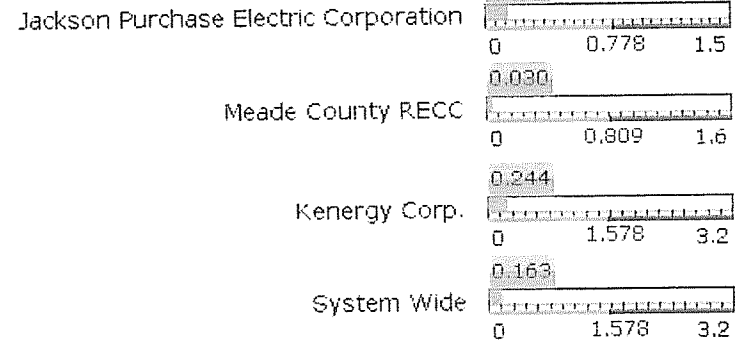 Jackson Purchase Electric Corporation
0 0.778 1.5
0.030
Meade County RECC
0 0.809 1.6
0.244
Kenergy Corp.
0 1.578 3.2
0.163
System Wide
0 1.578 3.2